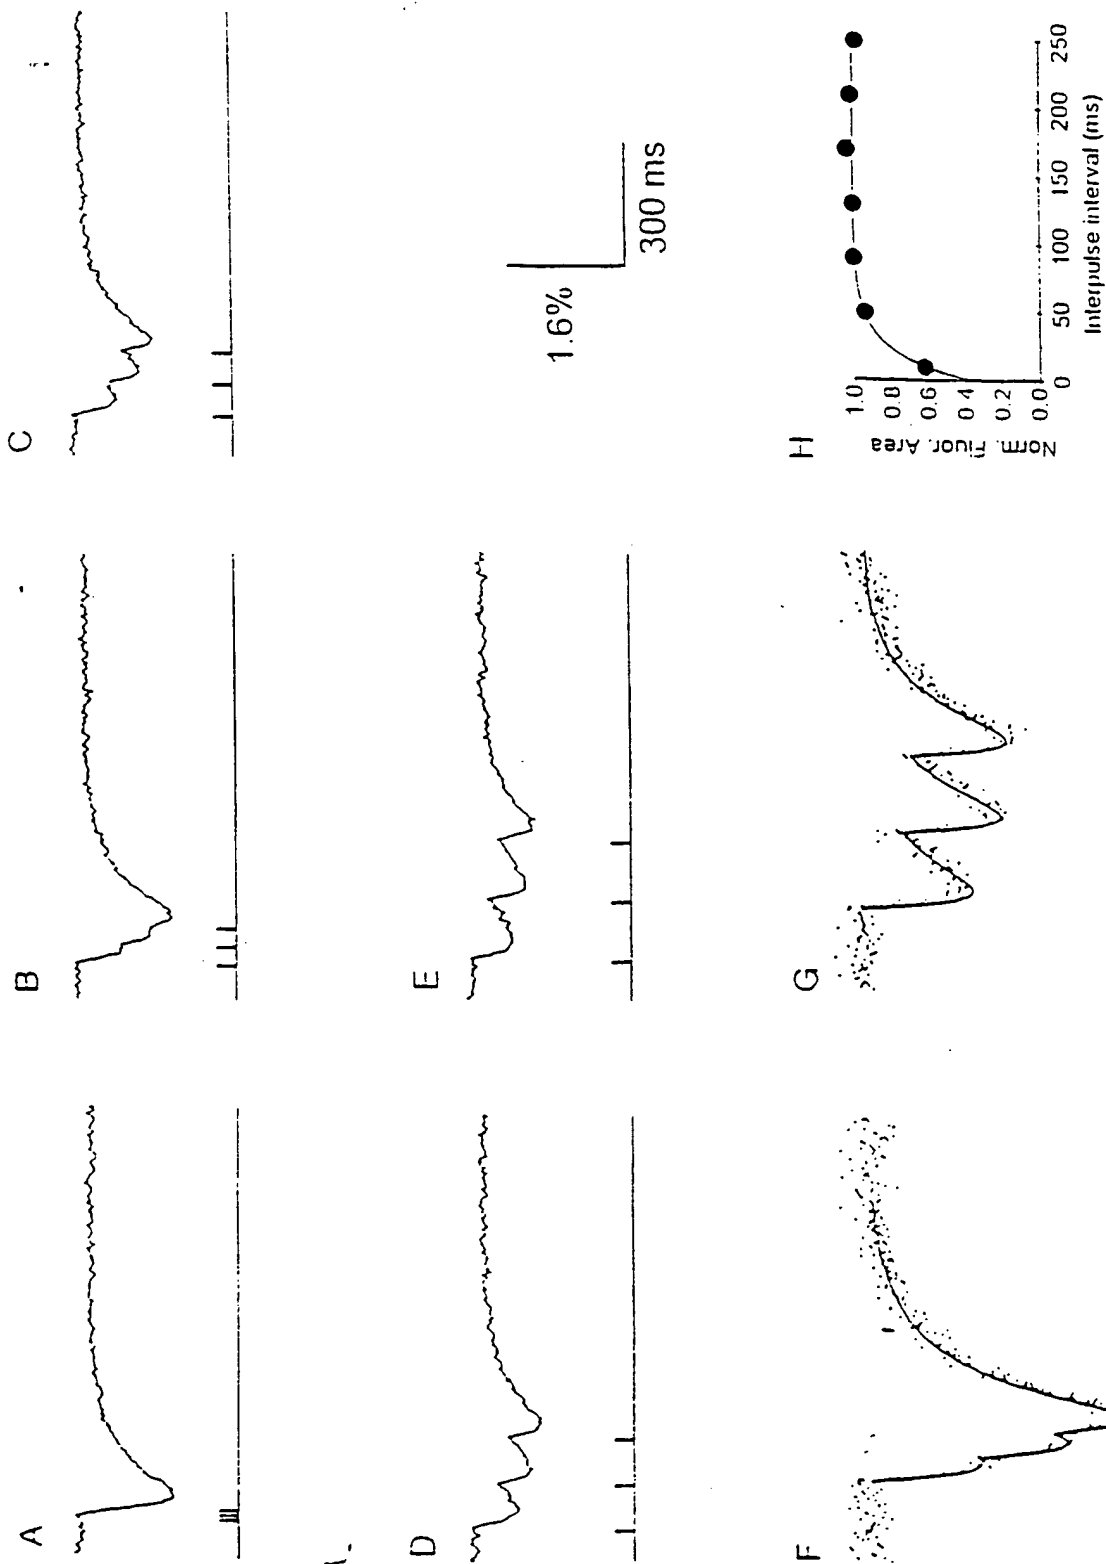 A
B
C
D
E
1.6%
300 ms
F
G
H
Norm. Fluor. Area
1.0
0.8
0.6
0.4
0.2
0.0
0 50 100 150 200 250
Interpulse interval (ms)